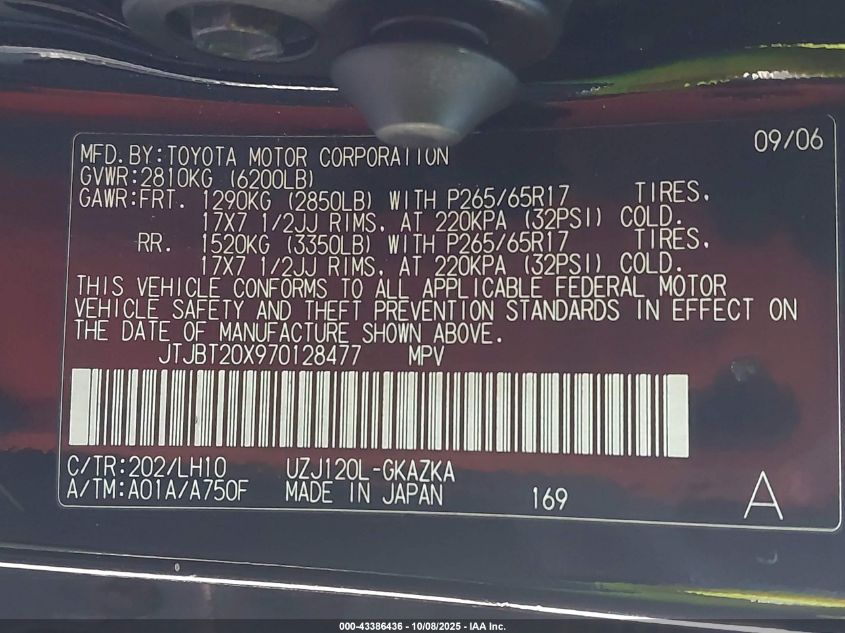 09/06
MFD.BY:TOYOTA MOTOR CORPORATION
GVWR:2810KG (6200LB)
GAWR:FRT. 1290KG (2850LB) WITH P265/65R17 TIRES,
17X7 1/2JJ RIMS, AT 220KPA (32PSI) COLD.
RR. 1520KG (3350LB) WITH P265/65R17 TIRES,
17X7 1/2JJ RIMS, AT 220KPA (32PSI) COLD.
THIS VEHICLE CONFORMS TO ALL APPLICABLE FEDERAL MOTOR
VEHICLE SAFETY AND THEFT PREVENTION STANDARDS IN EFFECT ON
THE DATE OF MANUFACTURE SHOWN ABOVE.
JTJBT20X970128477 MPV
C/TR:202/LH10 UZJ120L-GKAZKA
A/TM:A01A/A750F MADE IN JAPAN 169 A
000-43386436 - 10/08/2025 - IAA Inc.